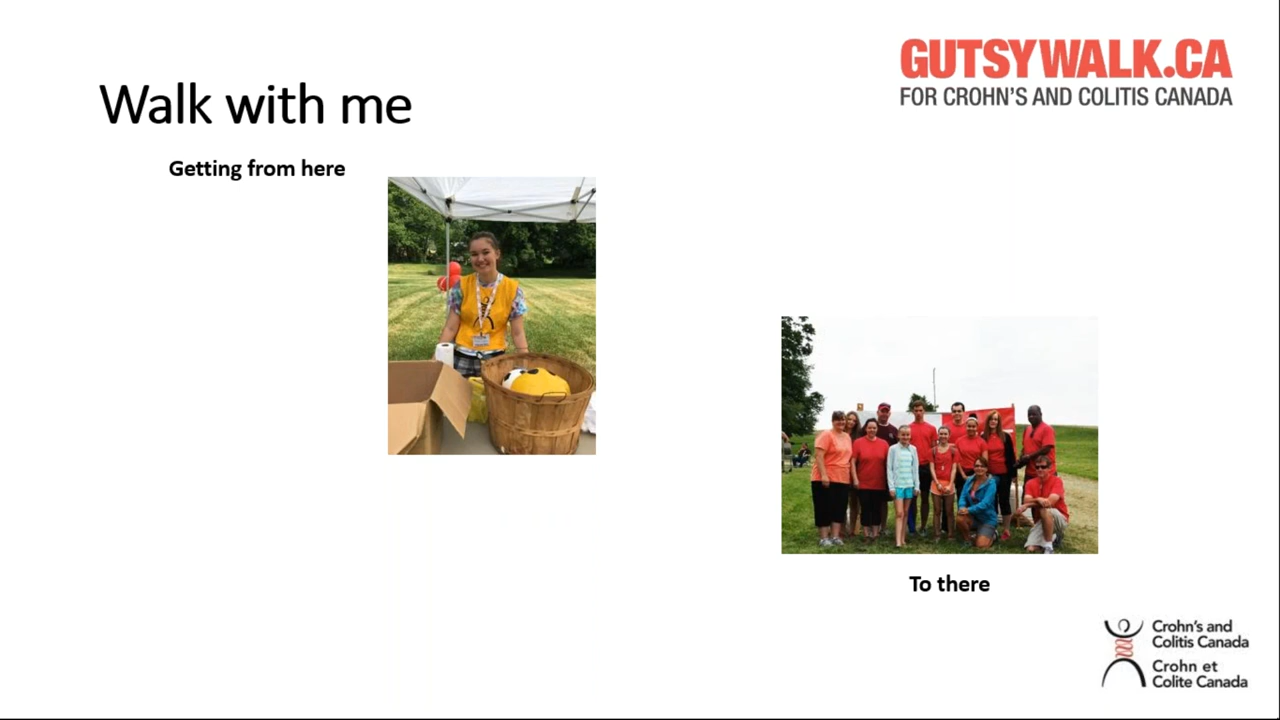 GUTSYWALK.CA
FOR CROHN'S AND COLITIS CANADA
Walk with me
Getting from here
To there
Crohn's and
Colitis Canada
Crohn et
Colite Canada